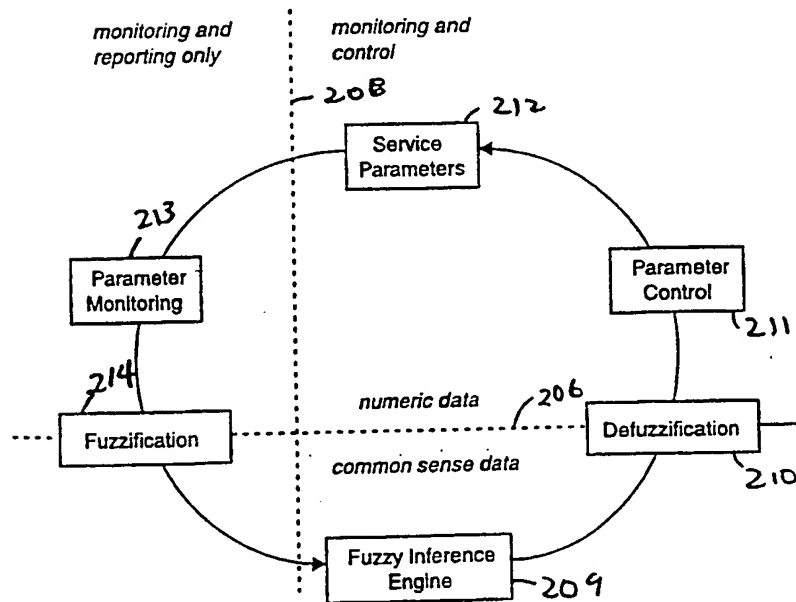 monitoring and
reporting only
monitoring and
control
208
212
Service
Parameters
213
Parameter
Monitoring
Parameter
Control
211
214
numeric data
206
Fuzzification
Defuzzification
common sense data
210
Fuzzy Inference
Engine
209